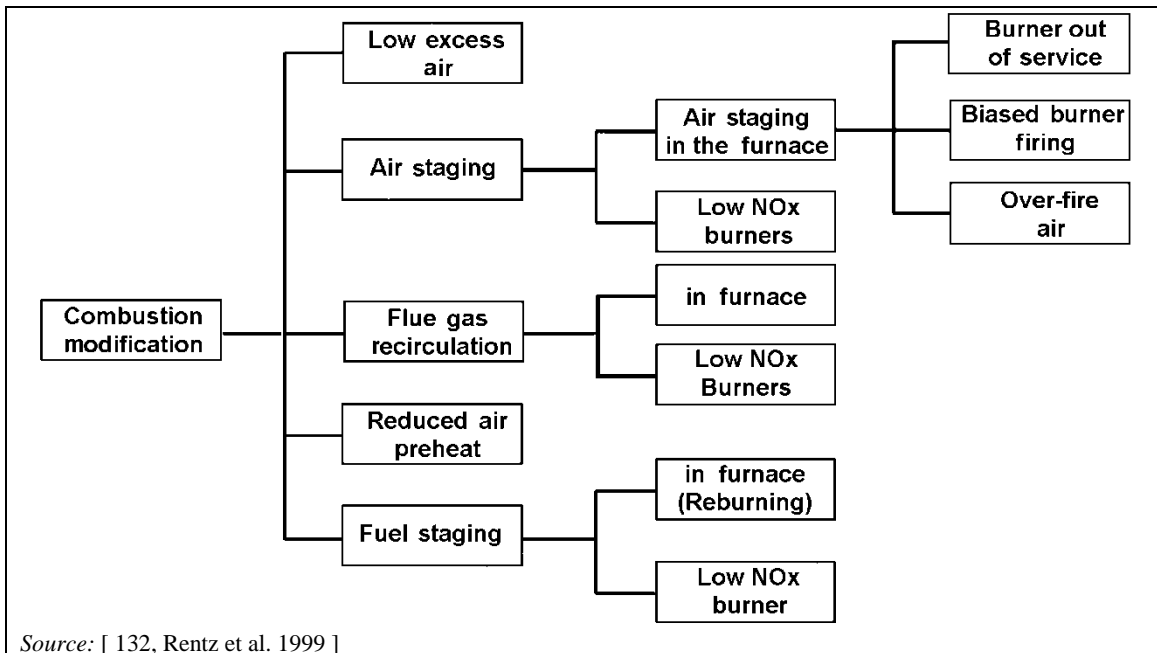 Low excess
air
Burner out
of service
Air staging
Air staging
in the furnace
Biased burner
firing
Low NOx
burners
Over-fire
air
Combustion
modification
Flue gas
recirculation
in furnace
Low NOx
Burners
Reduced air
preheat
Fuel staging
in furnace
(Reburning)
Low NOx
burner
Source: [ 132, Rentz et al. 1999 ]